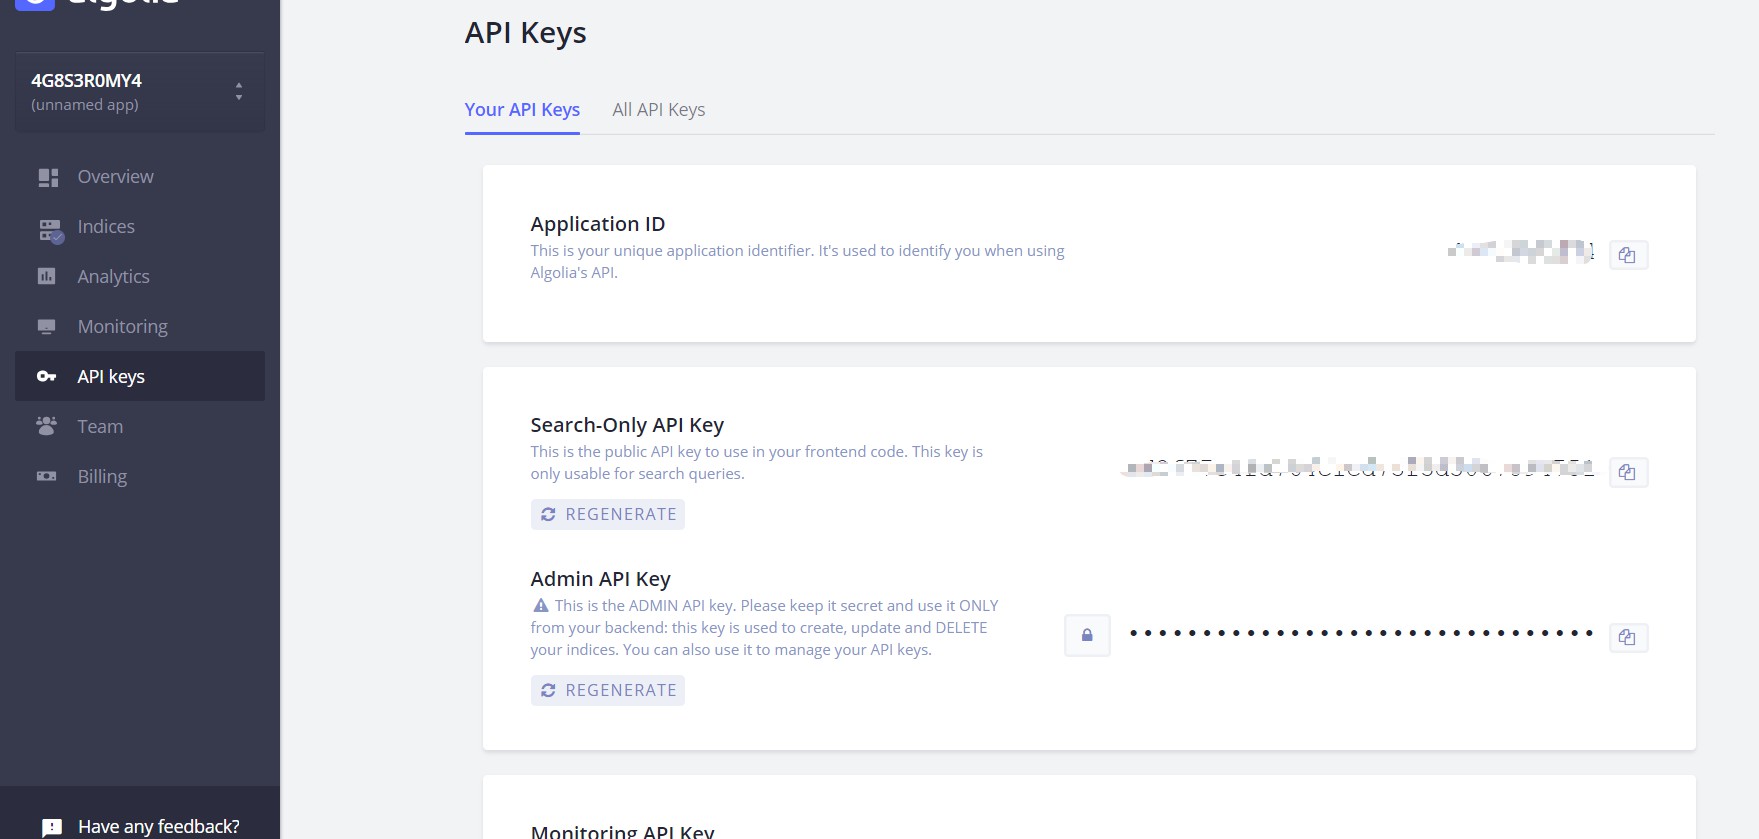 algolia
4G8S3R0MY4
(unnamed app)
Overview
Indices
Analytics
Monitoring
API keys
Team
Billing
Have any feedback?
API Keys
Your API Keys
All API Keys
Application ID
This is your unique application identifier. It's used to identify you when using
Algolia's API.
Search-Only API Key
This is the public API key to use in your frontend code. This key is
only usable for search queries.
REGENERATE
Admin API Key
This is the ADMIN API key. Please keep it secret and use it ONLY
from your backend: this key is used to create, update and DELETE
your indices. You can also use it to manage your API keys.
REGENERATE
Monitoring API Key